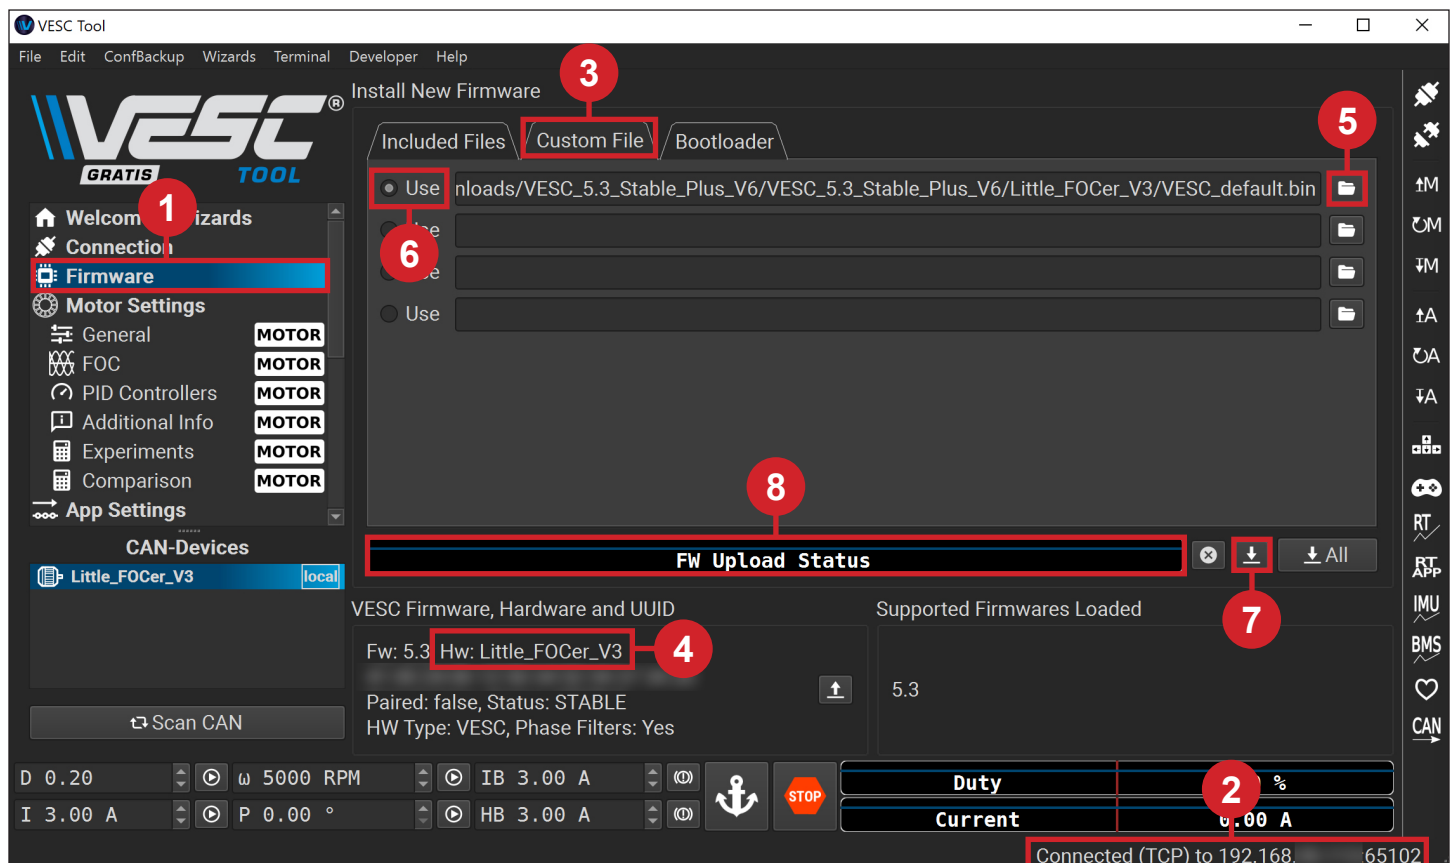 VESC Tool
File Edit ConfBackup Wizards Terminal Developer Help
VESC®
GRATIS TOOL
1
Welcom izards
Connection
Firmware
Motor Settings
General MOTOR
FOC MOTOR
PID Controllers MOTOR
Additional Info MOTOR
Experiments MOTOR
Comparison MOTOR
App Settings
CAN-Devices
Little_FOCer_V3 local
Scan CAN
3
Install New Firmware
5
Included Files Custom File Bootloader
Use nloads/VESC_5.3_Stable_Plus_V6/VESC_5.3_Stable_Plus_V6/Little_FOCer_V3/VESC_default.bin
6
Use
8
FW Upload Status
All
7
VESC Firmware, Hardware and UUID
Fw: 5.3 Hw: Little_FOCer_V3
4
Paired: false, Status: STABLE
HW Type: VESC, Phase Filters: Yes
Supported Firmwares Loaded
5.3
M
M
M
A
A
A
RT
RT
APP
IMU
BMS
CAN
D 0.20 ω 5000 RPM IB 3.00 A
I 3.00 A P 0.00 ° HB 3.00 A
STOP
Duty %
2
Current 0.00 A
Connected (TCP) to 192.168. :65102